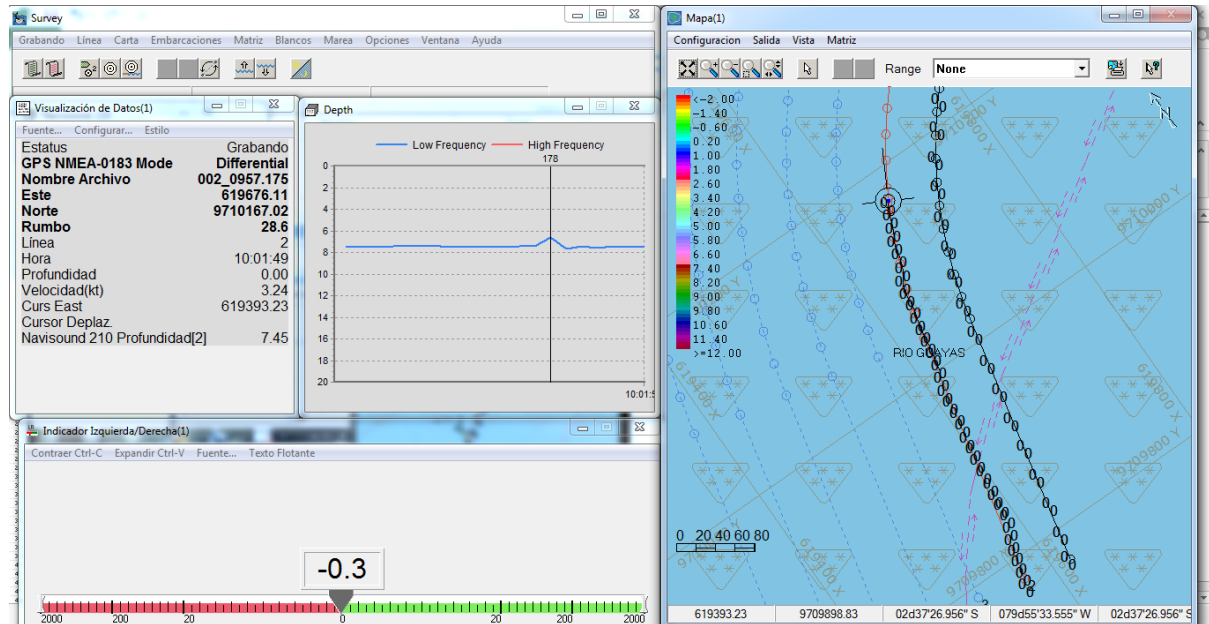 Survey
Grabando Línea Carta Embarcaciones Matriz Blancos Marea Opciones Ventana Ayuda
Visualización de Datos(1)
Fuente... Configurar... Estilo
Estatus Grabando
GPS NMEA-0183 Mode Differential
Nombre Archivo 002_0957.175
Este 619676.11
Norte 9710167.02
Rumbo 28.6
Línea 2
Hora 10:01:49
Profundidad 0.00
Velocidad(kt) 3.24
Curs East 619393.23
Cursor Deplaz.
Navisound 210 Profundidad[2] 7.45
Depth
Low Frequency High Frequency
178
0
2
4
6
8
10
12
14
16
18
20
Indicador Izquierda/Derecha(1)
Contraer Ctrl-C Expandir Ctrl-V Fuente... Texto Flotante
-0.3
2000 200 20 0 20 200 2000
Mapa(1)
Configuracion Salida Vista Matriz
Range None
N
<-2.00
-1.40
-0.60
0.20
1.00
1.80
2.60
3.40
4.20
5.00
5.80
6.60
7.40
8.20
9.00
9.80
10.60
11.40
>=12.00
RIO GUAYAS
619800 X
9709800 Y
0 20 40 60 80
619393.23 9709898.83 02d37'26.956" S 079d55'33.555" W 02d37'26.956" S